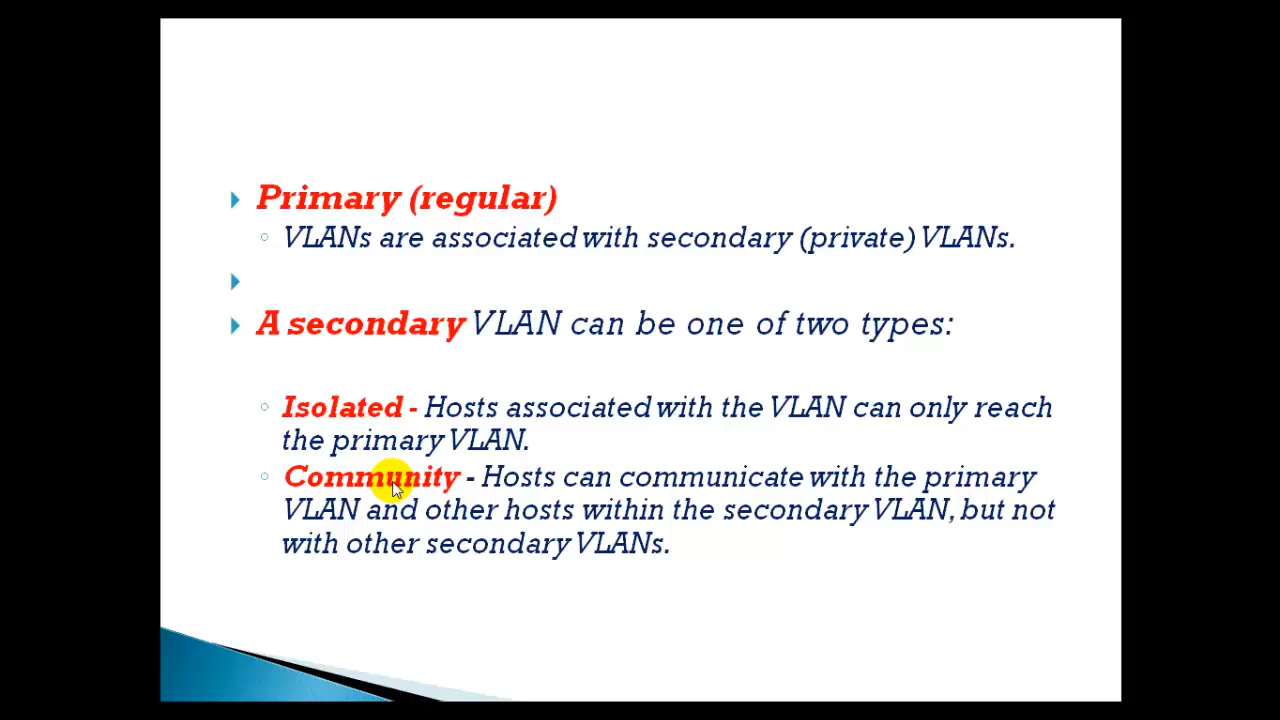 Primary (regular)
VLANs are associated with secondary (private) VLANs.
A secondary VLAN can be one of two types:
Isolated - Hosts associated with the VLAN can only reach
the primary VLAN.
Community - Hosts can communicate with the primary
VLAN and other hosts within the secondary VLAN, but not
with other secondary VLANs.